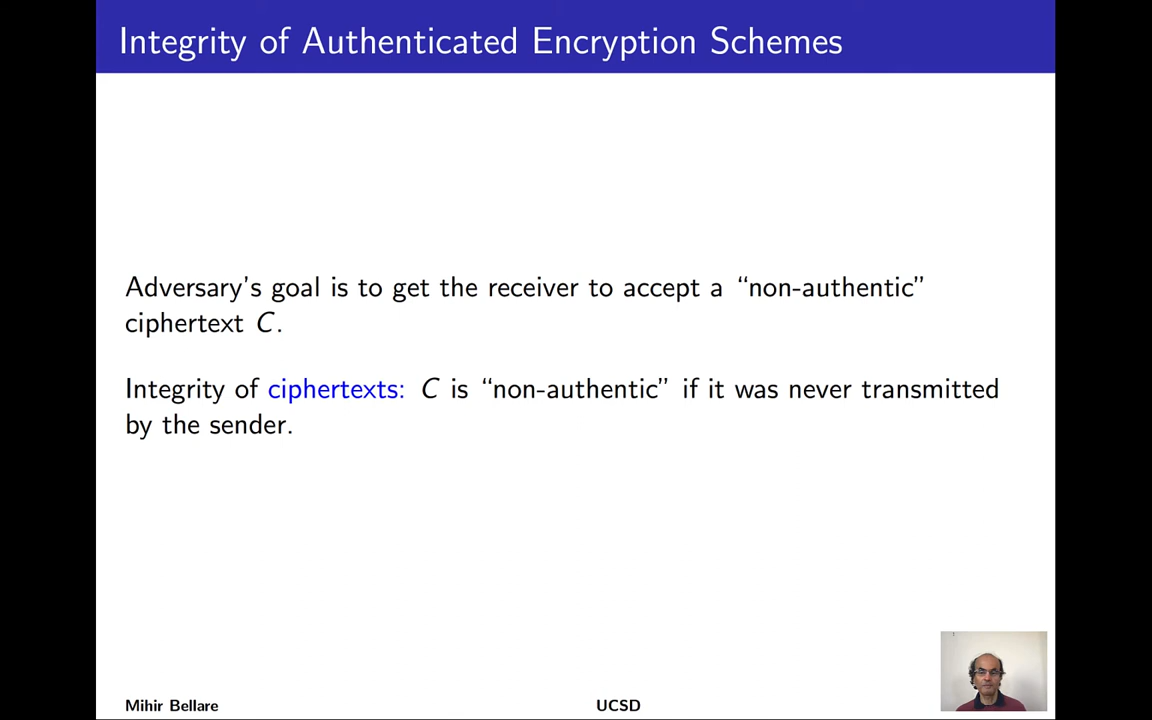 Integrity of Authenticated Encryption Schemes
Adversary's goal is to get the receiver to accept a “non-authentic”
ciphertext C.
Integrity of ciphertexts: C is “non-authentic” if it was never transmitted
by the sender.
Mihir Bellare UCSD